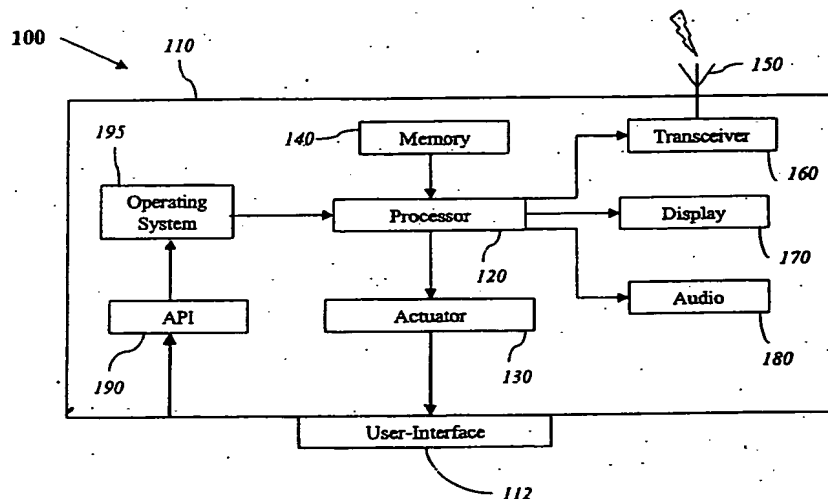 100
110
150
140
Memory
Transceiver
160
195
Operating
System
Processor
120
Display
170
API
190
Actuator
130
Audio
180
User-Interface
112